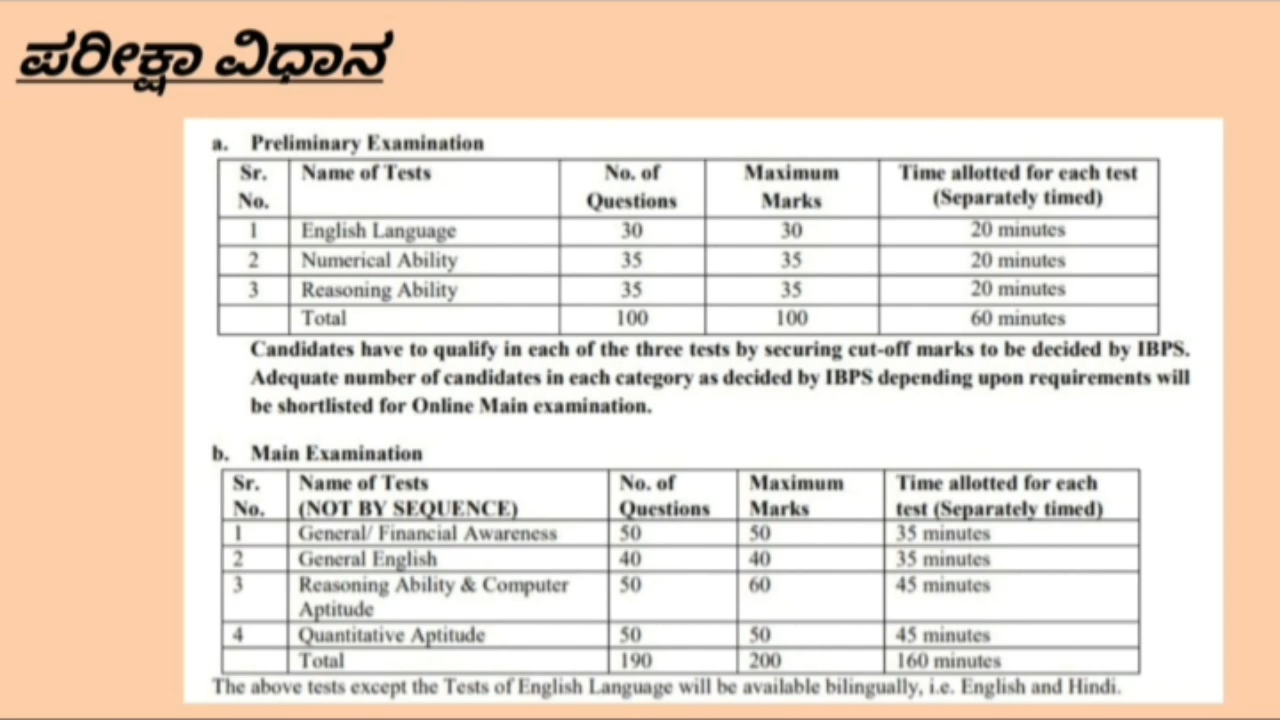 ಪರೀಕ್ಷಾ ವಿಧಾನ
a. Preliminary Examination
Sr. No. Name of Tests No. of Questions Maximum Marks Time allotted for each test (Separately timed)
1 English Language 30 30 20 minutes
2 Numerical Ability 35 35 20 minutes
3 Reasoning Ability 35 35 20 minutes
Total 100 100 60 minutes
Candidates have to qualify in each of the three tests by securing cut-off marks to be decided by IBPS.
Adequate number of candidates in each category as decided by IBPS depending upon requirements will
be shortlisted for Online Main examination.
b. Main Examination
Sr. No. Name of Tests (NOT BY SEQUENCE) No. of Questions Maximum Marks Time allotted for each test (Separately timed)
1 General/ Financial Awareness 50 50 35 minutes
2 General English 40 40 35 minutes
3 Reasoning Ability & Computer Aptitude 50 60 45 minutes
4 Quantitative Aptitude 50 50 45 minutes
Total 190 200 160 minutes
The above tests except the Tests of English Language will be available bilingually, i.e. English and Hindi.